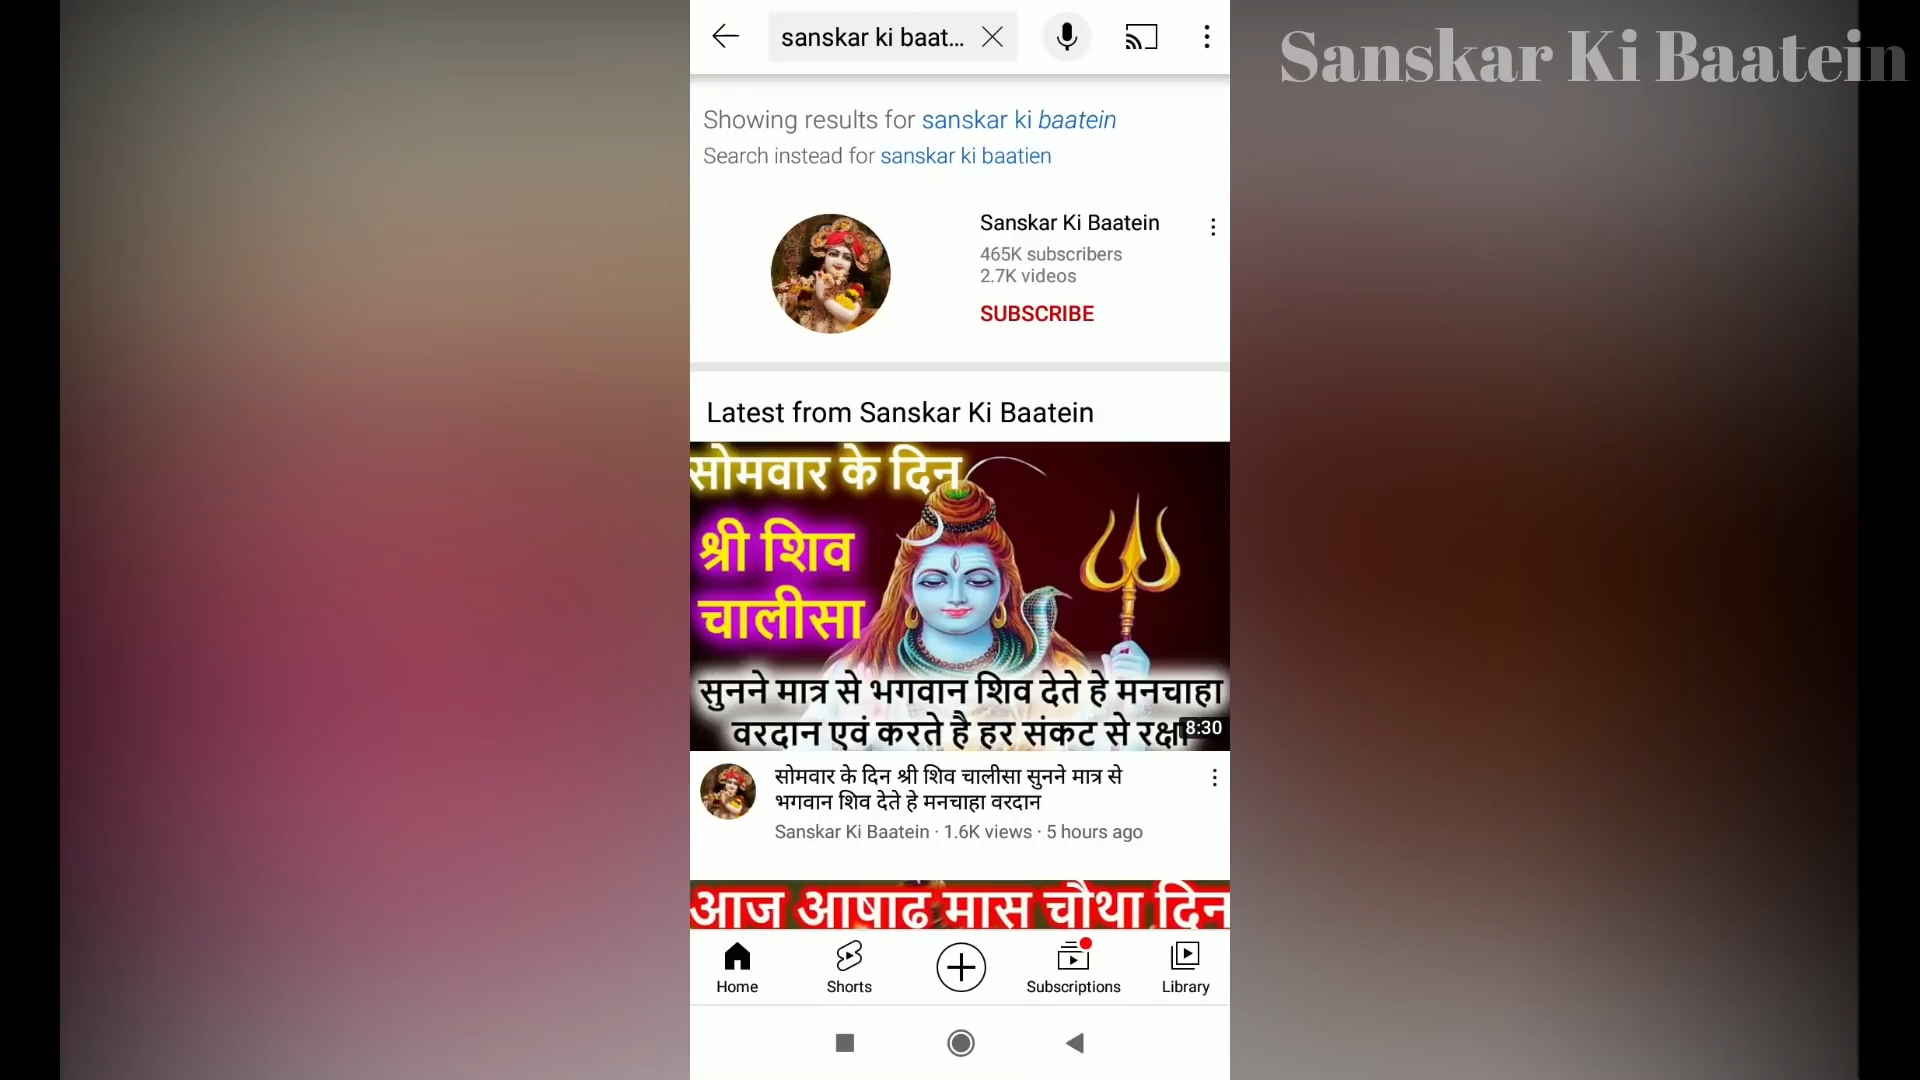 sanskar ki baat...
Sanskar Ki Baatein
Showing results for sanskar ki baatein
Search instead for sanskar ki baatien
Sanskar Ki Baatein
465K subscribers
2.7K videos
SUBSCRIBE
Latest from Sanskar Ki Baatein
सोमवार के दिन
श्री शिव
चालीसा
सुनने मात्र से भगवान शिव देते हे मनचाहा
वरदान एवं करते है हर संकट से रक्षा
8:30
सोमवार के दिन श्री शिव चालीसा सुनने मात्र से
भगवान शिव देते हे मनचाहा वरदान
Sanskar Ki Baatein · 1.6K views · 5 hours ago
आज आषाढ मास चौथा दिन
Home
Shorts
Subscriptions
Library